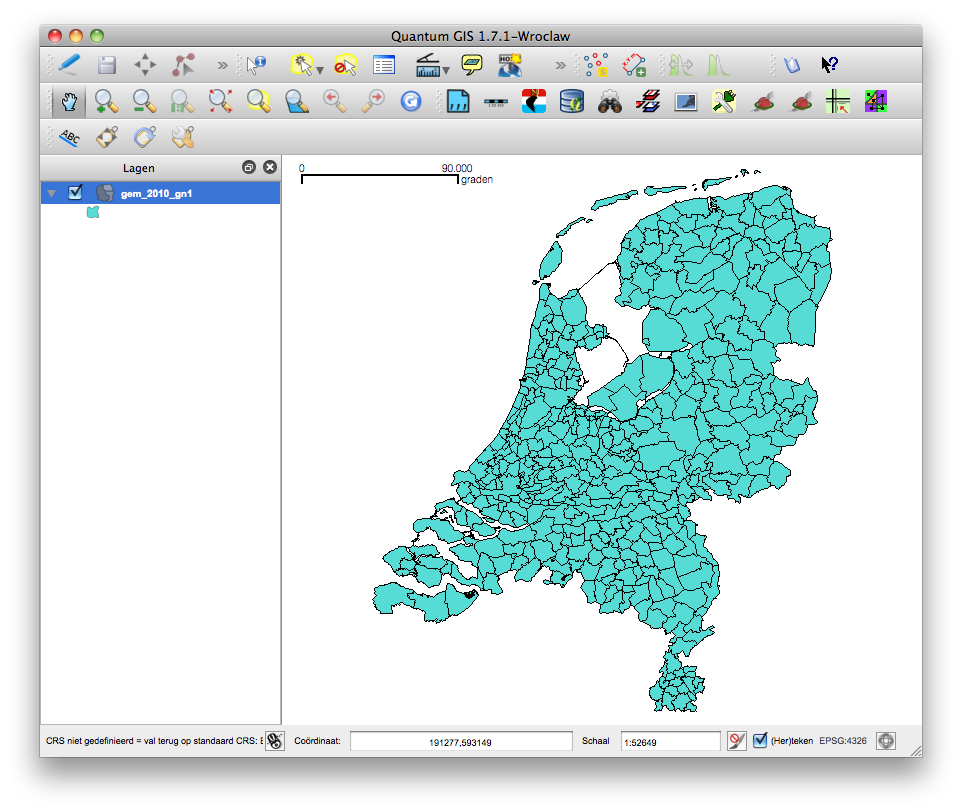 Quantum GIS 1.7.1-Wroclaw
ABC
Lagen
gem_2010_gn1
0 90.000
graden
CRS niet gedefinieerd = val terug op standaard CRS: E
Coördinaat: 191277,593149
Schaal 1:52649
(Her)teken
EPSG:4326